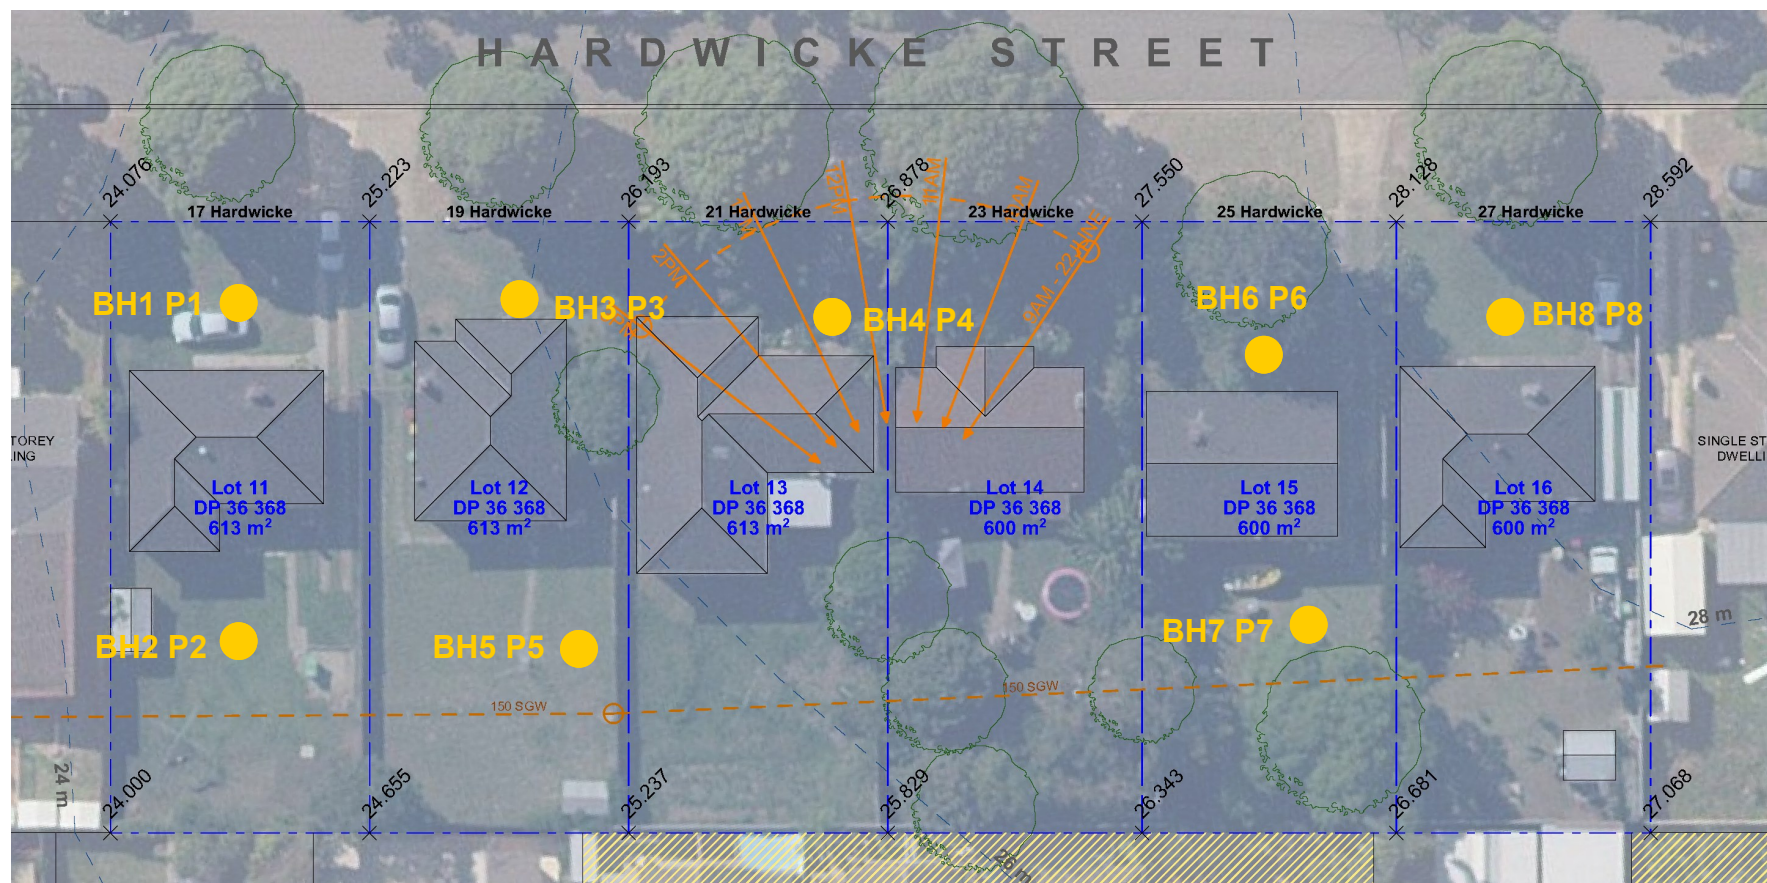 HARDWICKE STREET
24.076
25.223
26.193
26.878
27.550
28.128
28.592
17 Hardwicke
19 Hardwicke
21 Hardwicke
23 Hardwicke
25 Hardwicke
27 Hardwicke
2PM
12PM
11AM
9AM - 22 JUNE
BH1 P1
BH3 P3
BH4 P4
BH6 P6
BH8 P8
TOREY
ING
SINGLE ST
DWELLI
Lot 11
DP 36 368
613 m²
Lot 12
DP 36 368
613 m²
Lot 13
DP 36 368
613 m²
Lot 14
DP 36 368
600 m²
Lot 15
DP 36 368
600 m²
Lot 16
DP 36 368
600 m²
BH2 P2
BH5 P5
BH7 P7
28 m
150 SGW
150 SGW
24 m
24.000
24.655
25.237
25.829
26.343
26.681
27.068
26 m